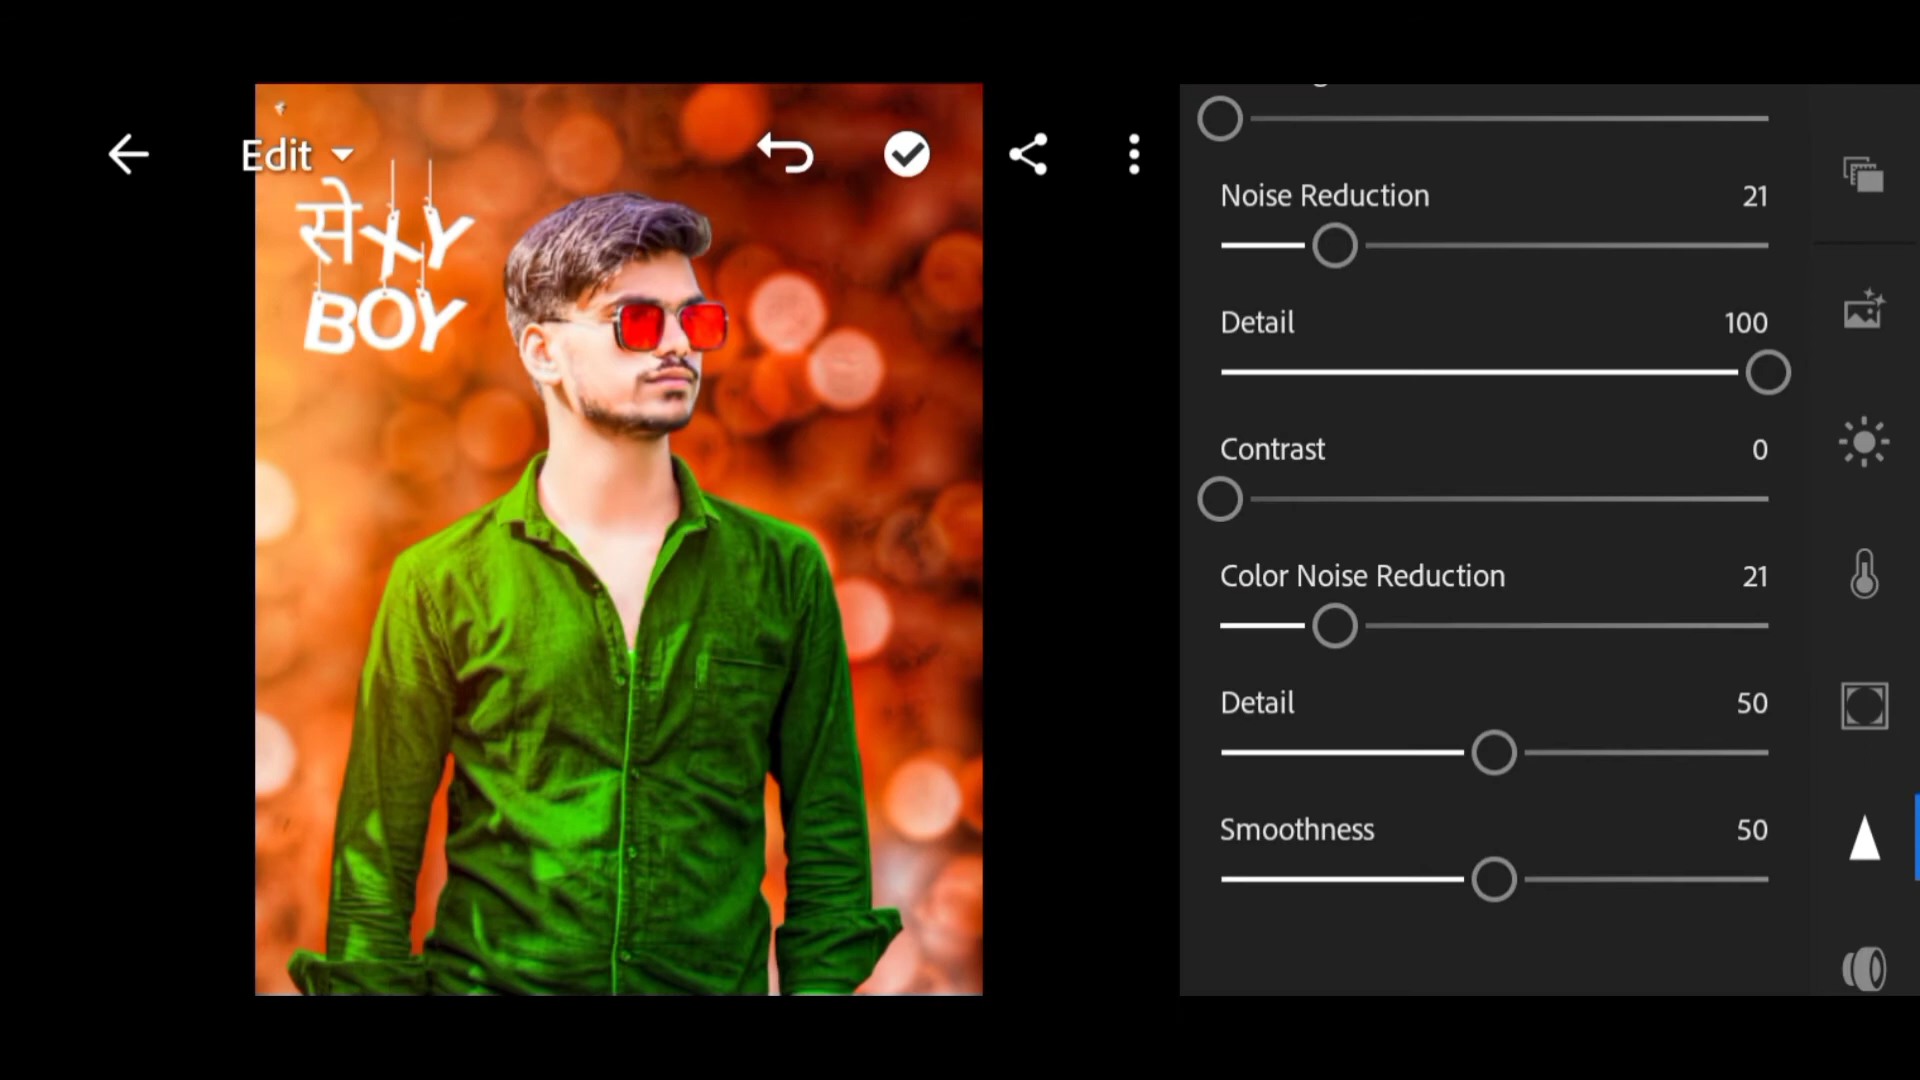 Edit
सेXY
BOY
Noise Reduction 21
Detail 100
Contrast 0
Color Noise Reduction 21
Detail 50
Smoothness 50